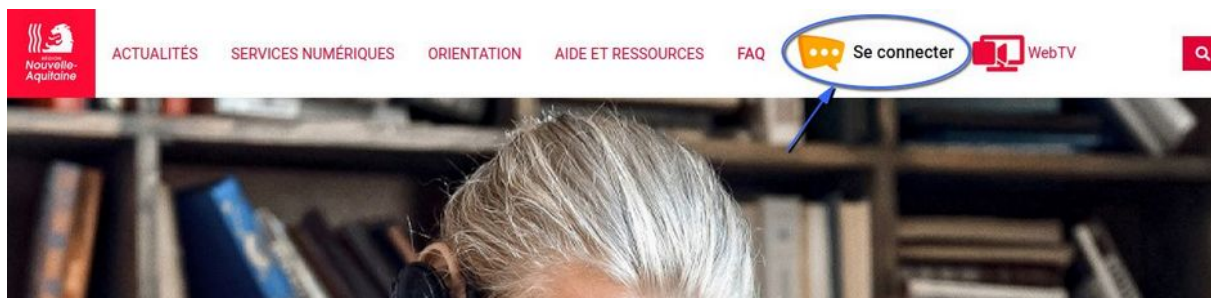 RÉGION
Nouvelle-
Aquitaine
ACTUALITÉS SERVICES NUMÉRIQUES ORIENTATION AIDE ET RESSOURCES FAQ Se connecter WebTV